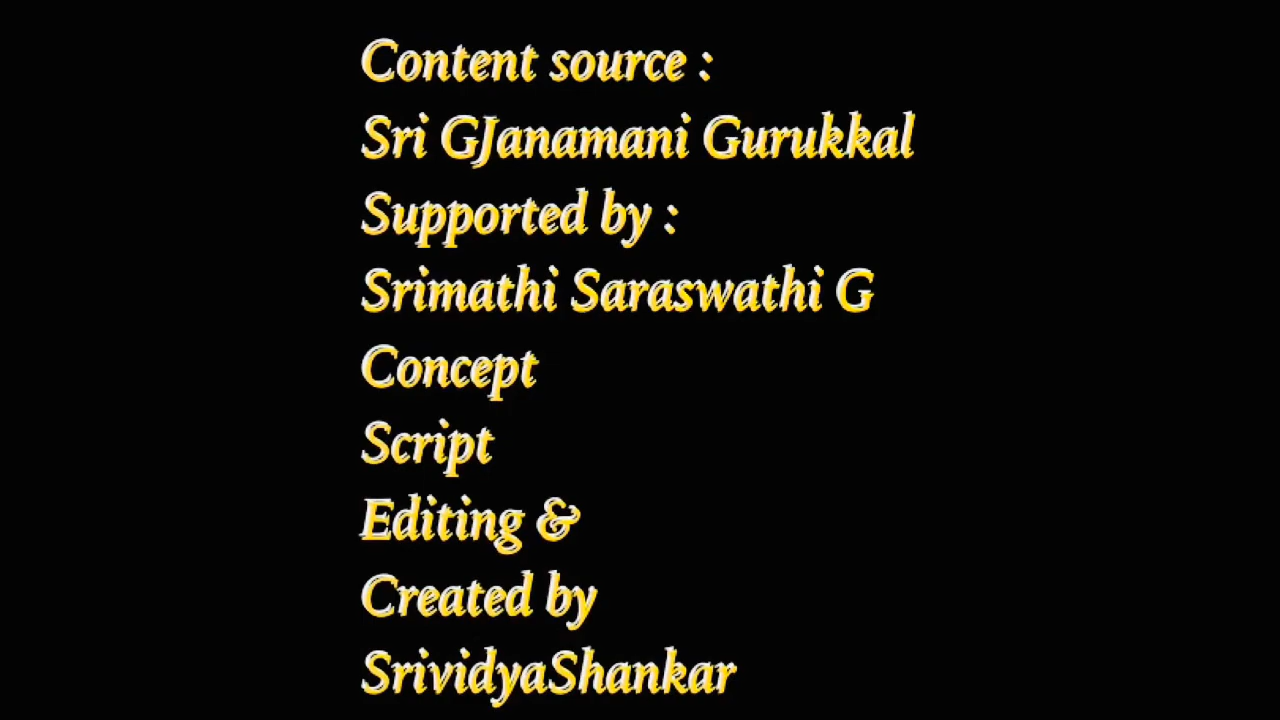 Content source :
Sri GJanamani Gurukkal
Supported by :
Srimathi Saraswathi G
Concept
Script
Editing &
Created by
SrividyaShankar